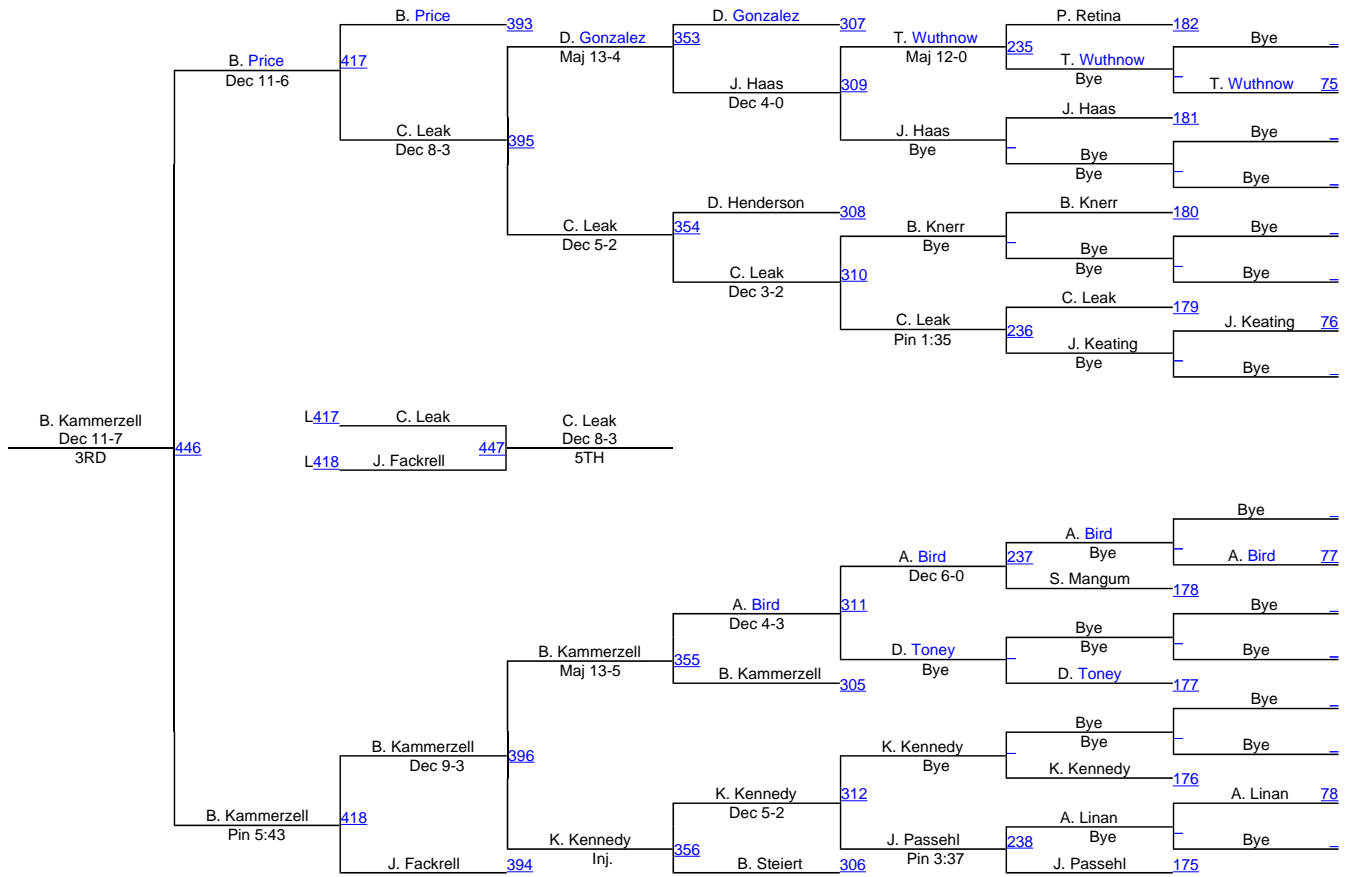 B. Price 393
D. Gonzalez 307
P. Retina 182
D. Gonzalez 353
Maj 13-4
T. Wuthnow 235
Maj 12-0
Bye _
B. Price 417
Dec 11-6
T. Wuthnow _
Bye
J. Haas 309
Dec 4-0
T. Wuthnow 75
J. Haas 181
C. Leak 395
Dec 8-3
J. Haas _
Bye
Bye _
Bye _
Bye
Bye _
D. Henderson 308
B. Knerr 180
C. Leak 354
Dec 5-2
B. Knerr _
Bye
Bye _
Bye _
Bye
C. Leak 310
Dec 3-2
Bye _
C. Leak 179
C. Leak 236
Pin 1:35
J. Keating 76
J. Keating _
Bye
Bye _
B. Kammerzell
Dec 11-7 446
3RD
L417 C. Leak
C. Leak
Dec 8-3
447 5TH
L418 J. Fackrell
Bye _
A. Bird _
Bye
A. Bird 237
Dec 6-0
A. Bird 77
S. Mangum 178
A. Bird 311
Dec 4-3
Bye _
Bye _
Bye
B. Kammerzell 355
Maj 13-5
D. Toney _
Bye
Bye _
B. Kammerzell 305
D. Toney 177
Bye _
Bye _
Bye
B. Kammerzell 396
Dec 9-3
K. Kennedy _
Bye
Bye _
K. Kennedy 176
K. Kennedy 312
Dec 5-2
A. Linan 78
B. Kammerzell 418
Pin 5:43
A. Linan _
Bye
K. Kennedy 356
Inj.
J. Passehl 238
Pin 3:37
Bye _
J. Fackrell 394
B. Steiert 306
J. Passehl 175